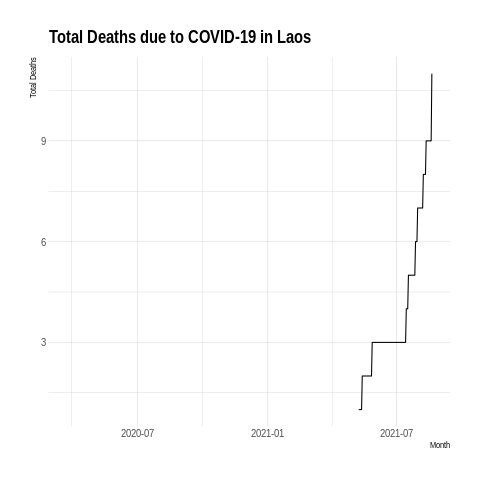 Total Deaths due to COVID-19 in Laos
Total Deaths
9
6
3
2020-07 2021-01 2021-07
Month